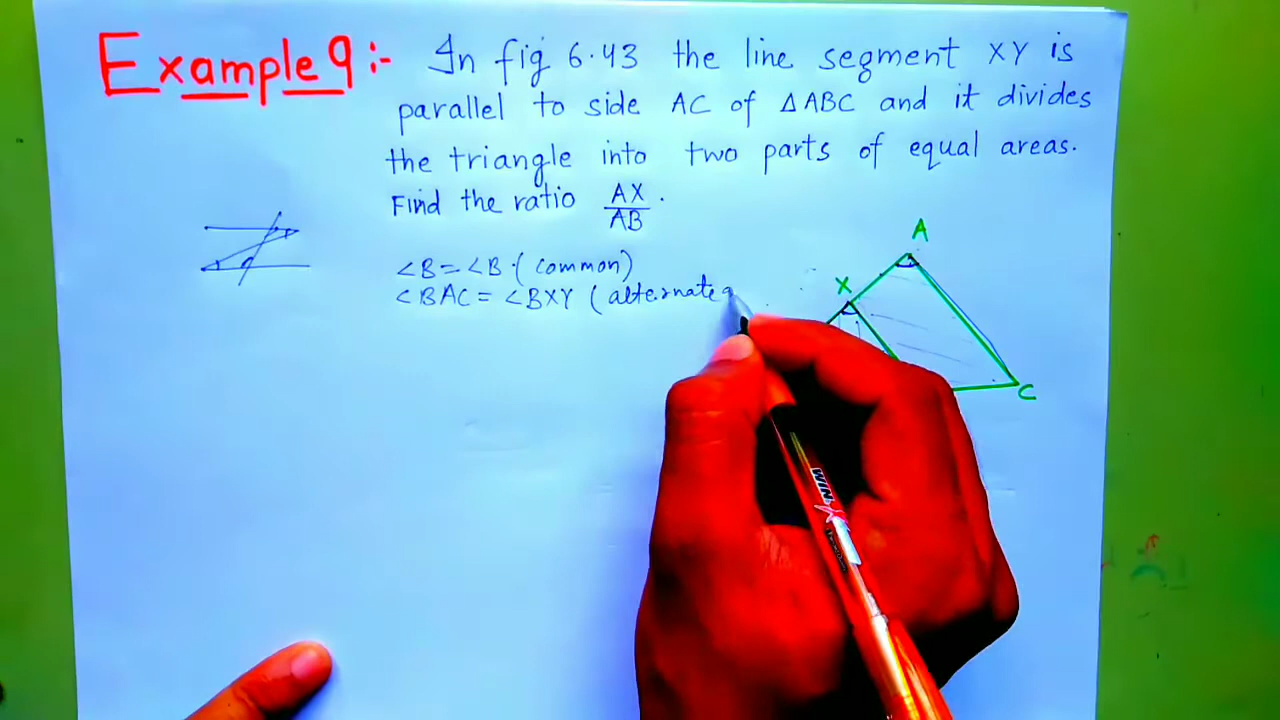 Example 9:- In fig 6.43 the line segment XY is
parallel to side AC of ΔABC and it divides
the triangle into two parts of equal areas.
Find the ratio AX/AB.
∠B=∠B (common)
∠BAC = ∠BXY (alternate
A
X
C
WIN